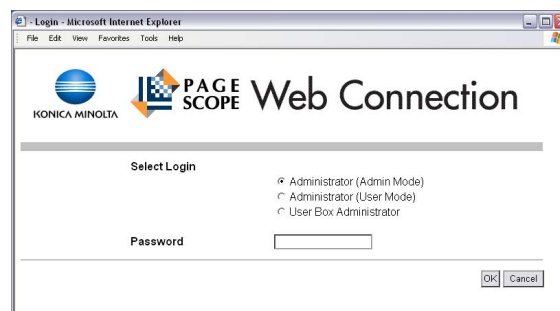 - Login - Microsoft Internet Explorer
File Edit View Favorites Tools Help
KONICA MINOLTA
PAGE SCOPE Web Connection
Select Login
Administrator (Admin Mode)
Administrator (User Mode)
User Box Administrator
Password
OK Cancel